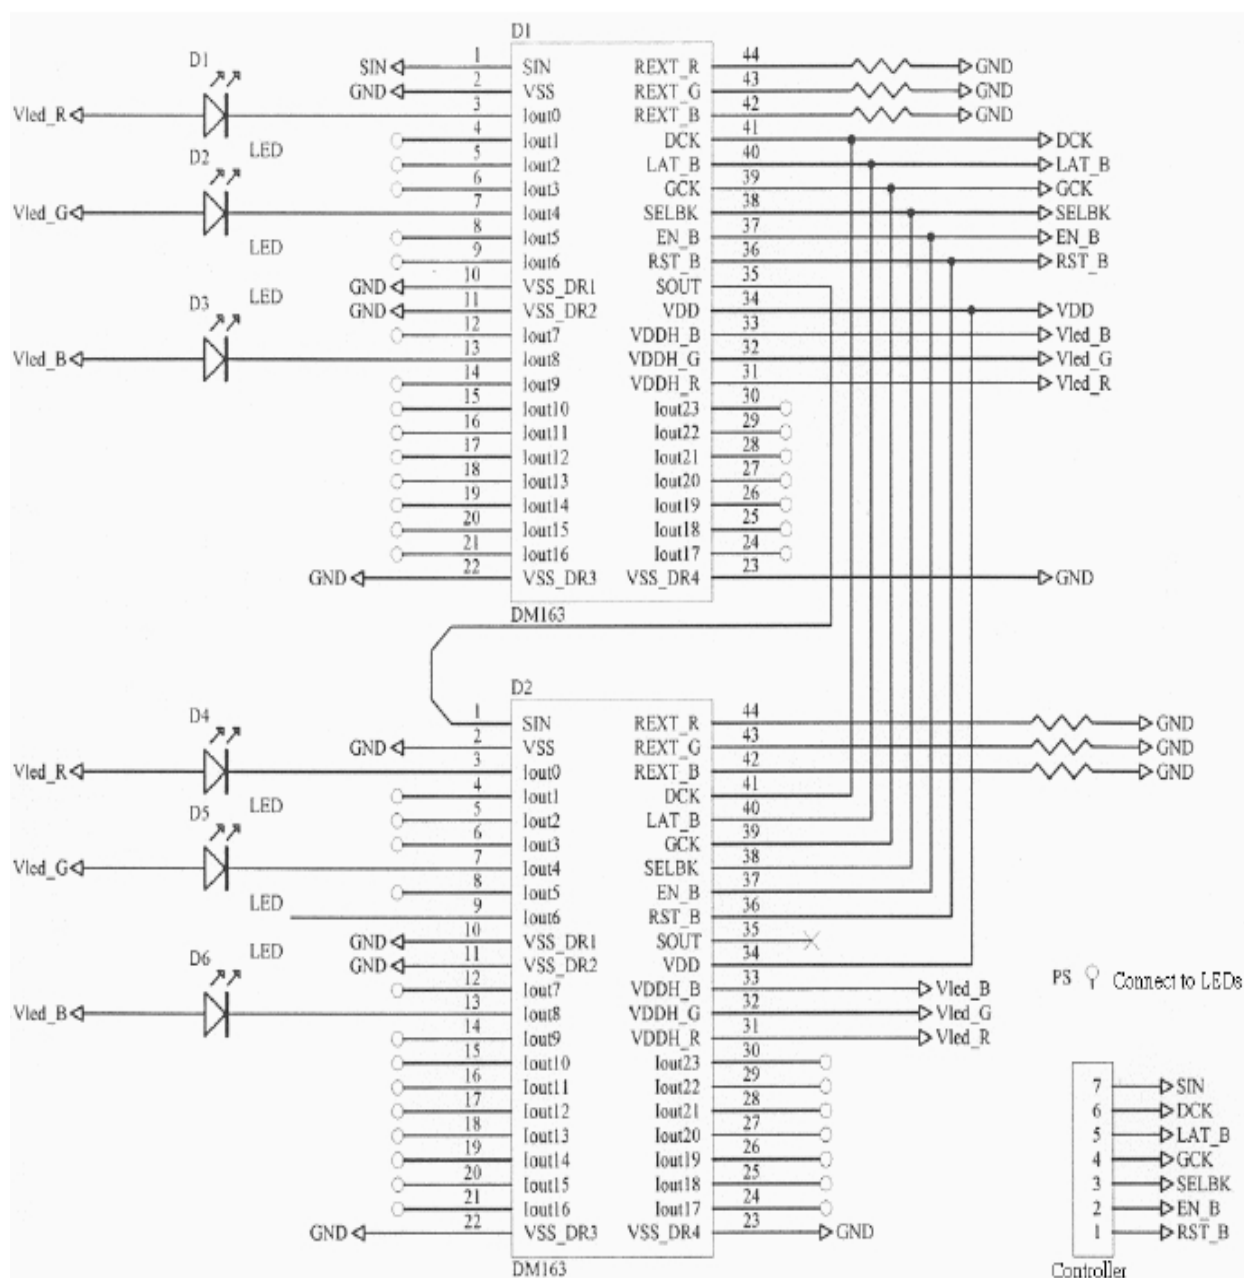 D1
D1 1 SIN REXT_R 44 GND
SIN
GND 2 VSS REXT_G 43 GND
Vled_R 3 Iout0 REXT_B 42 GND
LED 4 Iout1 DCK 41 DCK
D2 5 Iout2 LAT_B 40 LAT_B
6 Iout3 GCK 39 GCK
Vled_G 7 Iout4 SELBK 38 SELBK
LED 8 Iout5 EN_B 37 EN_B
9 Iout6 RST_B 36 RST_B
GND 10 VSS_DR1 SOUT 35
D3 LED GND 11 VSS_DR2 VDD 34 VDD
12 Iout7 VDDH_B 33 Vled_B
Vled_B 13 Iout8 VDDH_G 32 Vled_G
14 Iout9 VDDH_R 31 Vled_R
15 Iout10 Iout23 30
16 Iout11 Iout22 29
17 Iout12 Iout21 28
18 Iout13 Iout20 27
19 Iout14 Iout19 26
20 Iout15 Iout18 25
21 Iout16 Iout17 24
GND 22 VSS_DR3 VSS_DR4 23 GND
DM163
D2
D4 1 SIN REXT_R 44 GND
GND 2 VSS REXT_G 43 GND
Vled_R 3 Iout0 REXT_B 42 GND
LED 4 Iout1 DCK 41
D5 5 Iout2 LAT_B 40
6 Iout3 GCK 39
Vled_G 7 Iout4 SELBK 38
LED 8 Iout5 EN_B 37
9 Iout6 RST_B 36
GND 10 VSS_DR1 SOUT 35
D6 LED GND 11 VSS_DR2 VDD 34
PS Connect to LEDs
12 Iout7 VDDH_B 33 Vled_B
Vled_B 13 Iout8 VDDH_G 32 Vled_G
14 Iout9 VDDH_R 31 Vled_R
15 Iout10 Iout23 30
16 Iout11 Iout22 29
17 Iout12 Iout21 28
18 Iout13 Iout20 27
19 Iout14 Iout19 26
20 Iout15 Iout18 25
21 Iout16 Iout17 24
GND 22 VSS_DR3 VSS_DR4 23 GND
DM163
7 SIN
6 DCK
5 LAT_B
4 GCK
3 SELBK
2 EN_B
1 RST_B
Controller